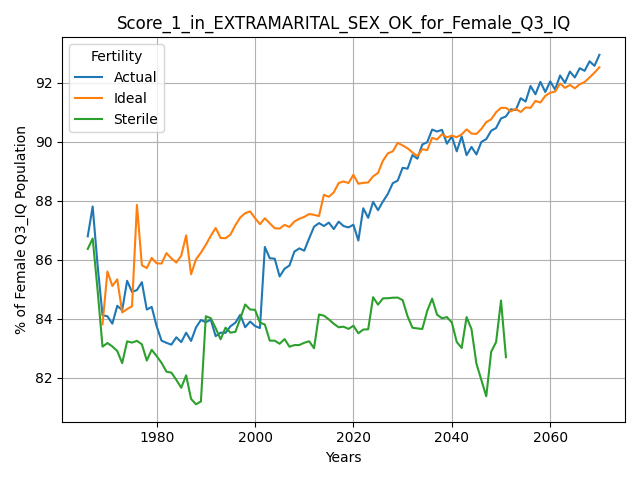 Score_1_in_EXTRAMARITAL_SEX_OK_for_Female_Q3_IQ
Fertility
Actual
Ideal
Sterile
% of Female Q3_IQ Population
92
90
88
86
84
82
1980
2000
2020
2040
2060
Years